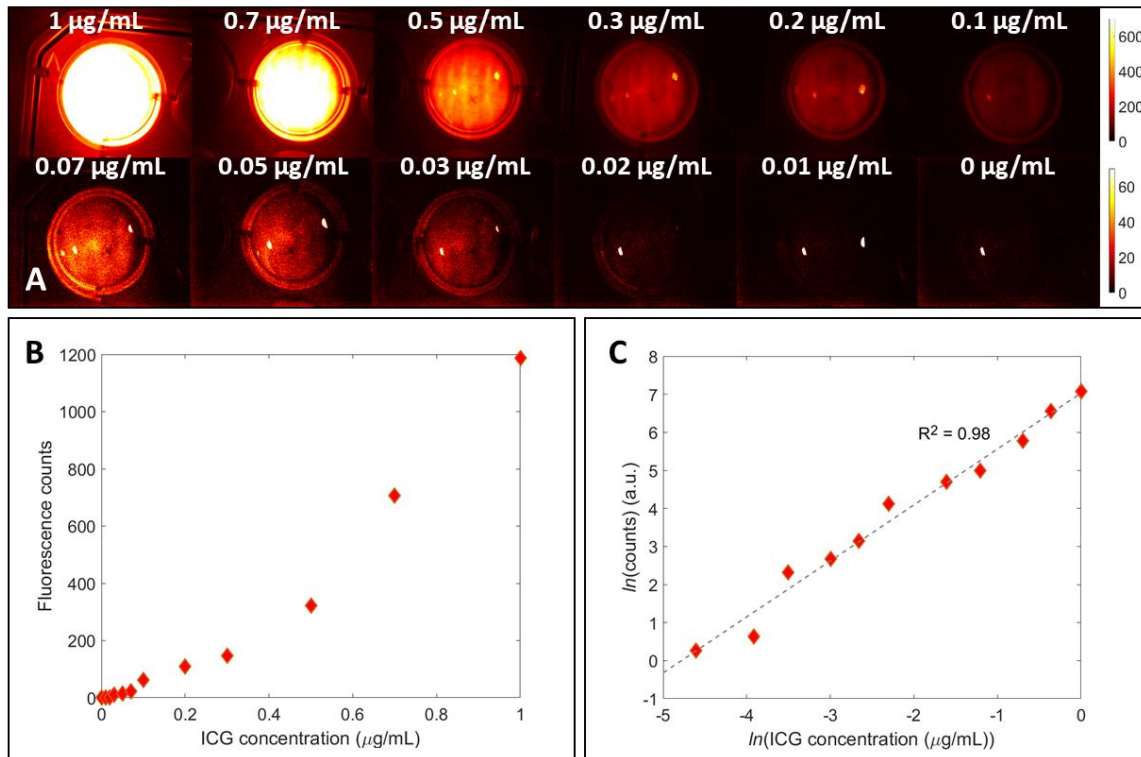 1 µg/mL 0.7 µg/mL 0.5 µg/mL 0.3 µg/mL 0.2 µg/mL 0.1 µg/mL
600
400
200
0
0.07 µg/mL 0.05 µg/mL 0.03 µg/mL 0.02 µg/mL 0.01 µg/mL 0 µg/mL
60
40
20
0
A
B
1200
1000
800
600
400
200
0
Fluorescence counts
0 0.2 0.4 0.6 0.8 1
ICG concentration (µg/mL)
C
8
7
6
5
4
3
2
1
0
-1
R² = 0.98
ln(counts) (a.u.)
-5 -4 -3 -2 -1 0
ln(ICG concentration (µg/mL))